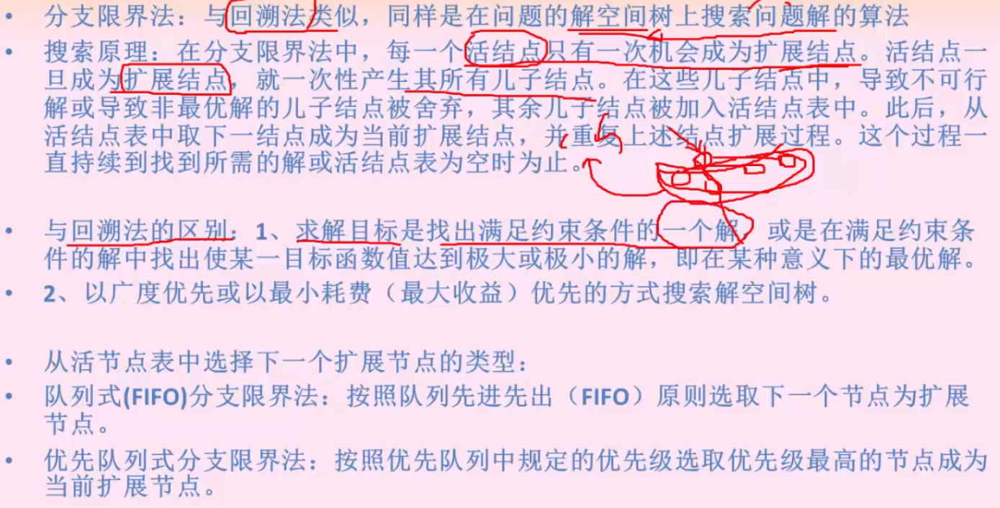 • 分支限界法：与回溯法类似，同样是在问题的解空间树上搜索问题解的算法
• 搜索原理：在分支限界法中，每一个活结点只有一次机会成为扩展结点。活结点一
旦成为扩展结点，就一次性产生其所有儿子结点。在这些儿子结点中，导致不可行
解或导致非最优解的儿子结点被舍弃，其余儿子结点被加入活结点表中。此后，从
活结点表中取下一结点成为当前扩展结点，并重复上述结点扩展过程。这个过程一
直持续到找到所需的解或活结点表为空时为止。
• 与回溯法的区别：1、求解目标是找出满足约束条件的一个解，或是在满足约束条
件的解中找出使某一目标函数值达到极大或极小的解，即在某种意义下的最优解。
• 2、以广度优先或以最小耗费（最大收益）优先的方式搜索解空间树。
• 从活节点表中选择下一个扩展节点的类型：
• 队列式(FIFO)分支限界法：按照队列先进先出（FIFO）原则选取下一个节点为扩展
节点。
• 优先队列式分支限界法：按照优先队列中规定的优先级选取优先级最高的节点成为
当前扩展节点。